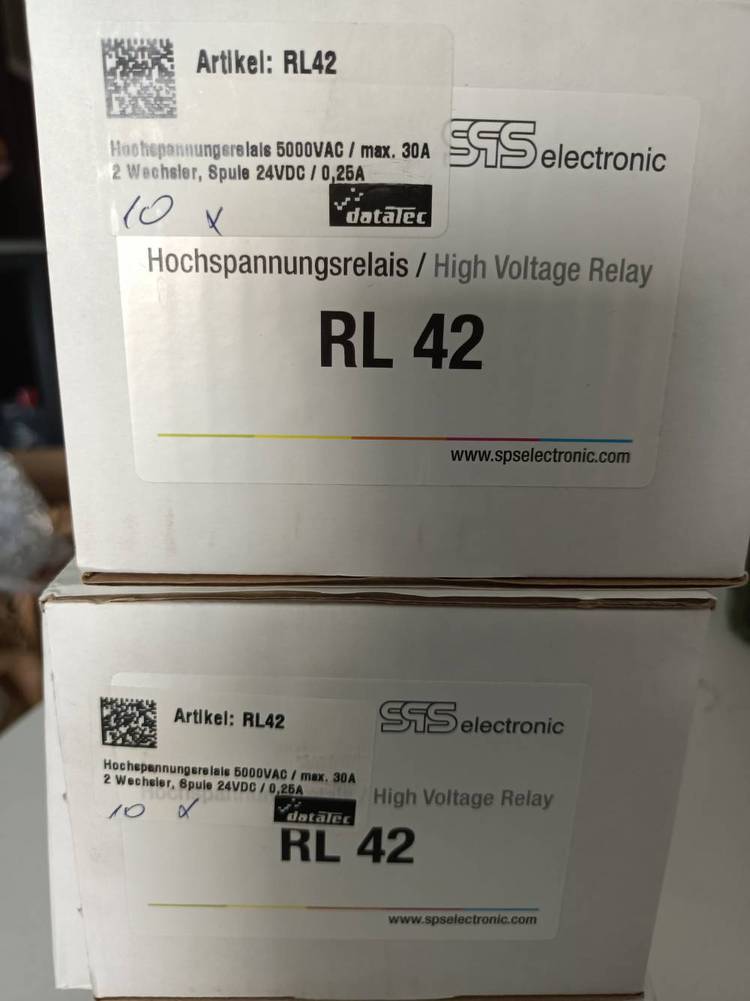 Artikel: RL42
Hochspannungsrelais 5000VAC / max. 30A
2 Wechsler, Spule 24VDC / 0,25A
10 x
dataTec
SPS electronic
Hochspannungsrelais / High Voltage Relay
RL 42
www.spselectronic.com
Artikel: RL42
Hochspannungsrelais 5000VAC / max. 30A
2 Wechsler, Spule 24VDC / 0,25A
10 x
dataTec
SPS electronic
Hochspannungsrelais / High Voltage Relay
RL 42
www.spselectronic.com